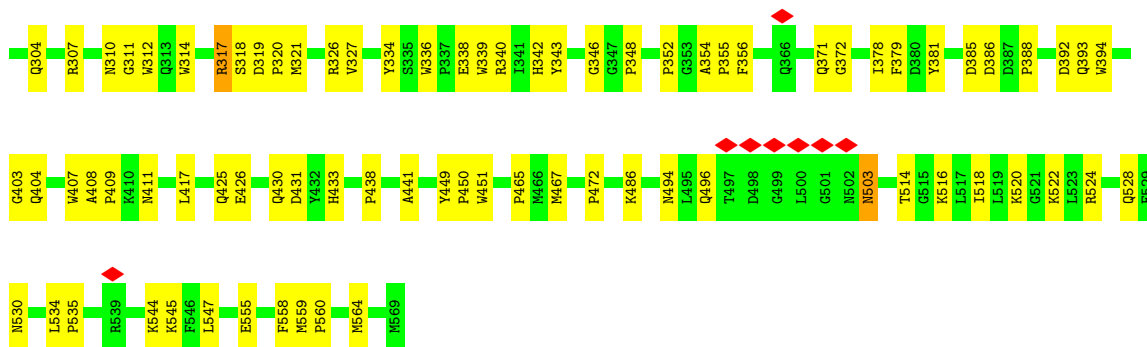 Q304 R307 N310 G311 W312 Q313 W314 R317 S318 D319 P320 M321 R326 V327 Y334 S335 W336 P337 E338 W339 R340 I341 H342 Y343 G346 G347 P348 P352 G353 A354 P355 F356 Q366 Q371 G372 I378 F379 D380 Y381 D385 D386 D387 P388 D392 Q393 W394
G403 Q404 W407 A408 P409 K410 N411 L417 Q425 E426 Q430 D431 Y432 H433 P438 A441 Y449 P450 W451 P465 M466 M467 P472 K486 N494 L495 Q496 T497 D498 G499 L500 G501 N502 N503 T514 G515 K516 L517 I518 L519 K520 G521 K522 L523 R524 Q528
N530 L534 P535 R539 K544 K545 F546 L547 E555 F558 M559 P560 M564 M569